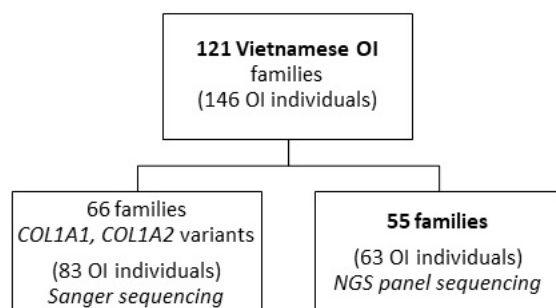 121 Vietnamese OI
families
(146 OI individuals)
66 families
COL1A1, COL1A2 variants
(83 OI individuals)
Sanger sequencing
55 families
(63 OI individuals)
NGS panel sequencing